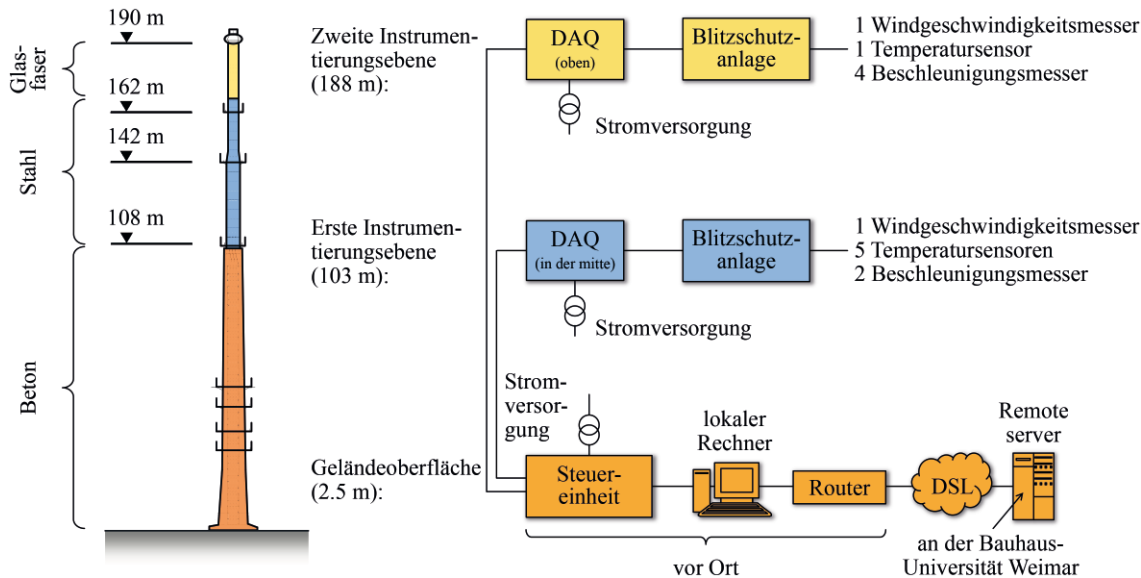 190 m
162 m
142 m
108 m
Glas-
faser
Stahl
Beton
Zweite Instrumen-
tierungsebene
(188 m):
DAQ
(oben)
Blitzschutz-
anlage
1 Windgeschwindigkeitsmesser
1 Temperatursensor
4 Beschleunigungsmesser
Stromversorgung
Erste Instrumen-
tierungsebene
(103 m):
DAQ
(in der mitte)
Blitzschutz-
anlage
1 Windgeschwindigkeitsmesser
5 Temperatursensoren
2 Beschleunigungsmesser
Stromversorgung
Strom-
versor-
gung
Geländeoberfläche
(2.5 m):
Steuer-
einheit
lokaler
Rechner
Router
DSL
Remote
server
vor Ort
an der Bauhaus-
Universität Weimar